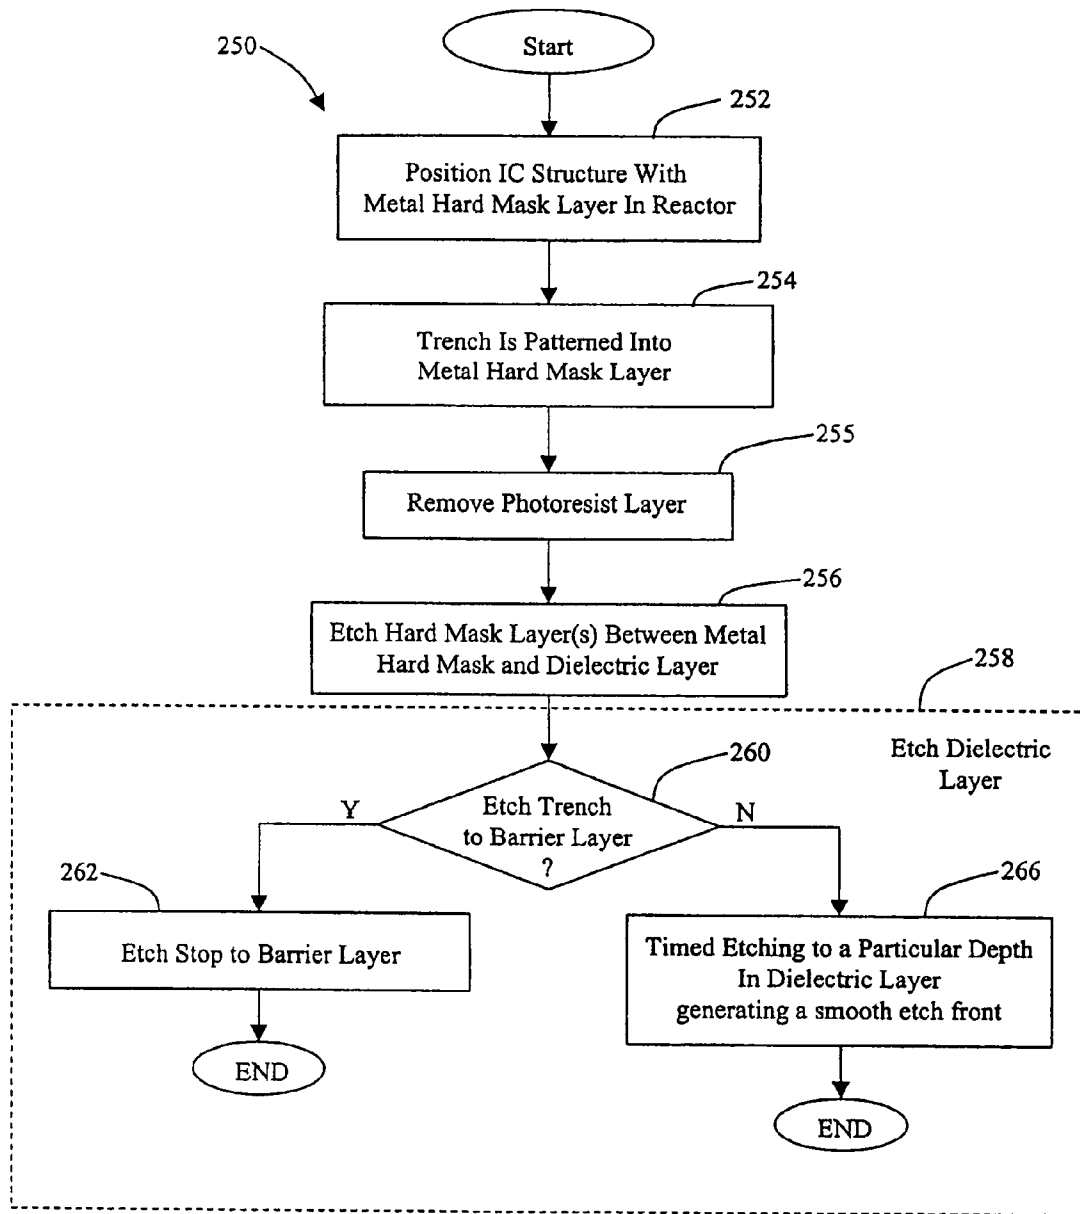 Start
250
252
Position IC Structure With
Metal Hard Mask Layer In Reactor
254
Trench Is Patterned Into
Metal Hard Mask Layer
255
Remove Photoresist Layer
256
Etch Hard Mask Layer(s) Between Metal
Hard Mask and Dielectric Layer
258
Etch Dielectric
Layer
260
Etch Trench
to Barrier Layer
?
Y
N
262
Etch Stop to Barrier Layer
END
266
Timed Etching to a Particular Depth
In Dielectric Layer
generating a smooth etch front
END